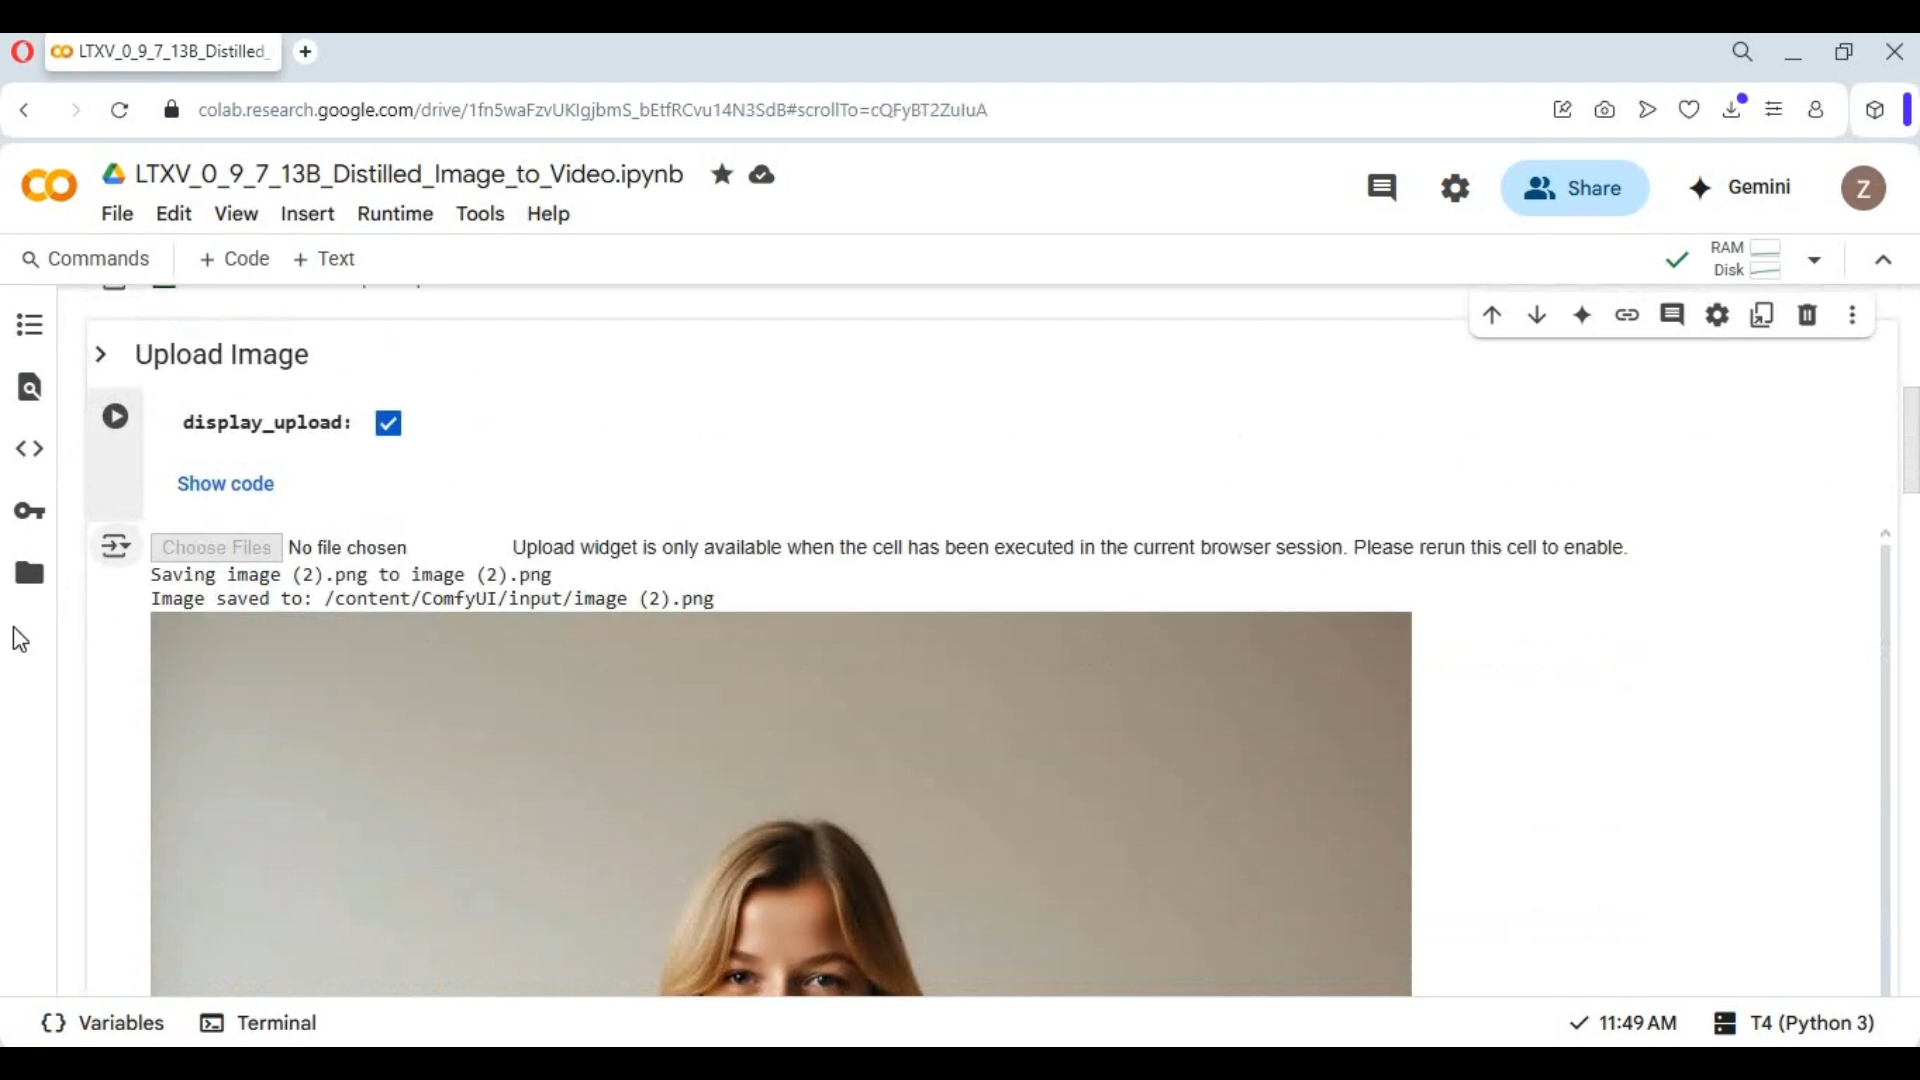 LTXV_0_9_7_13B_Distilled_
colab.research.google.com/drive/1fn5waFzvUKIgjbmS_bEtfRCvu14N3SdB#scrollTo=cQFyBT2ZuIuA
LTXV_0_9_7_13B_Distilled_Image_to_Video.ipynb
Share
Gemini
Z
File Edit View Insert Runtime Tools Help
Commands + Code + Text
RAM
Disk
Upload Image
display_upload:
Show code
Choose Files No file chosen Upload widget is only available when the cell has been executed in the current browser session. Please rerun this cell to enable.
Saving image (2).png to image (2).png
Image saved to: /content/ComfyUI/input/image (2).png
Variables Terminal 11:49 AM T4 (Python 3)